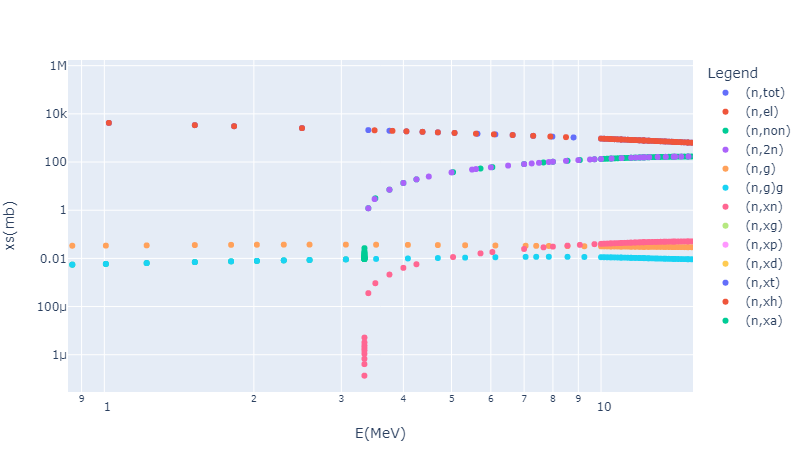 Legend
(n,tot)
(n,el)
(n,non)
(n,2n)
(n,g)
(n,g)g
(n,xn)
(n,xg)
(n,xp)
(n,xd)
(n,xt)
(n,xh)
(n,xa)
xs(mb)
1M
10k
100
1
0.01
100μ
1μ
9 1 2 3 4 5 6 7 8 9 10
E(MeV)